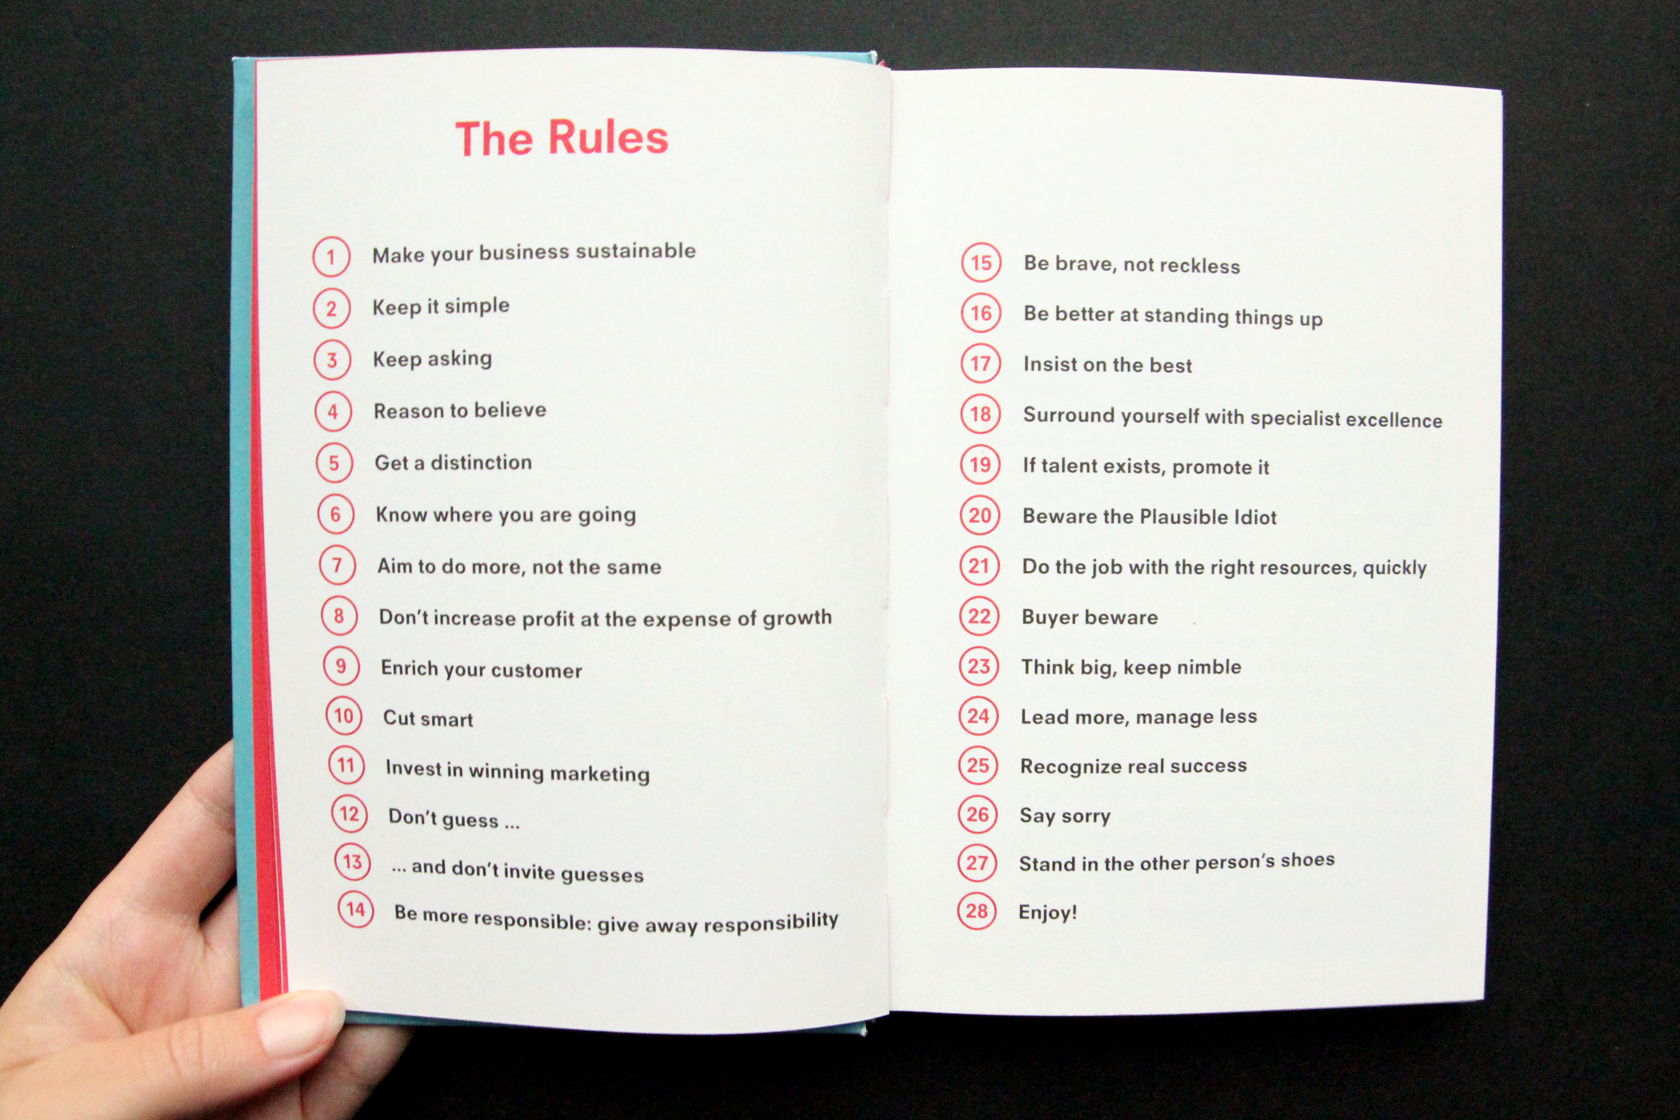 The Rules
1 Make your business sustainable
2 Keep it simple
3 Keep asking
4 Reason to believe
5 Get a distinction
6 Know where you are going
7 Aim to do more, not the same
8 Don't increase profit at the expense of growth
9 Enrich your customer
10 Cut smart
11 Invest in winning marketing
12 Don't guess ...
13 ... and don't invite guesses
14 Be more responsible: give away responsibility
15 Be brave, not reckless
16 Be better at standing things up
17 Insist on the best
18 Surround yourself with specialist excellence
19 If talent exists, promote it
20 Beware the Plausible Idiot
21 Do the job with the right resources, quickly
22 Buyer beware
23 Think big, keep nimble
24 Lead more, manage less
25 Recognize real success
26 Say sorry
27 Stand in the other person's shoes
28 Enjoy!